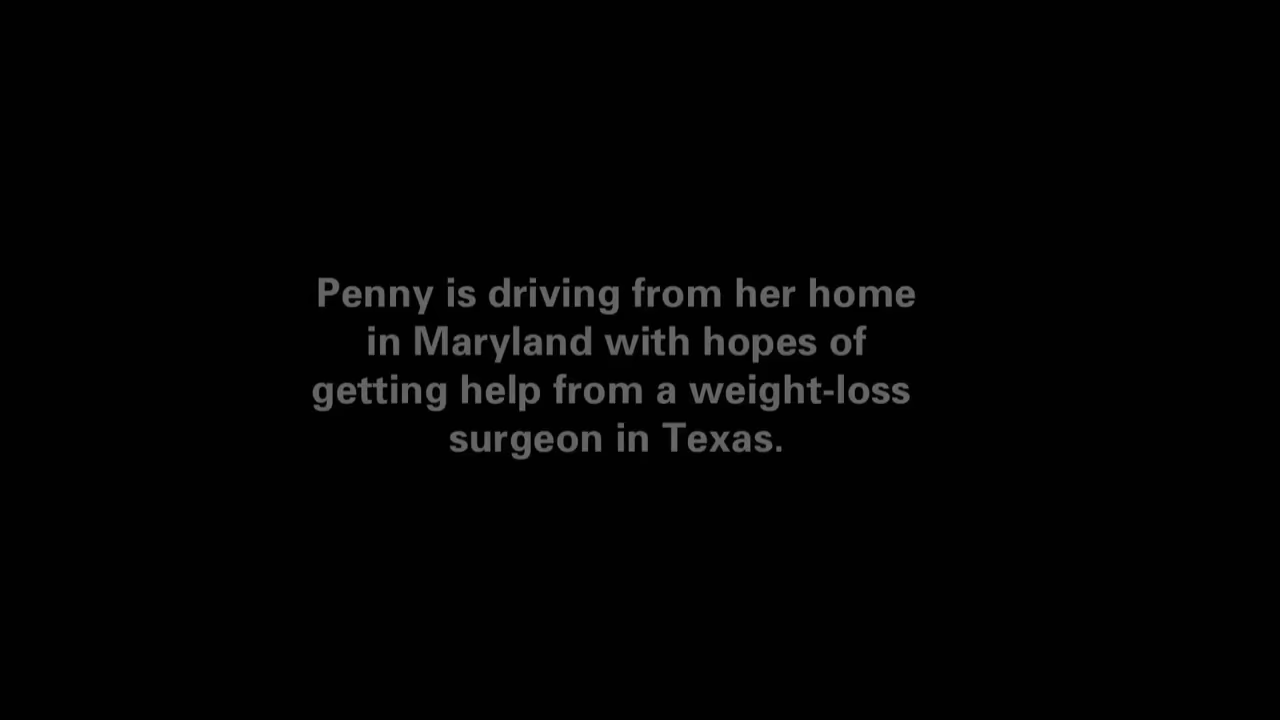 Penny is driving from her home
in Maryland with hopes of
getting help from a weight-loss
surgeon in Texas.